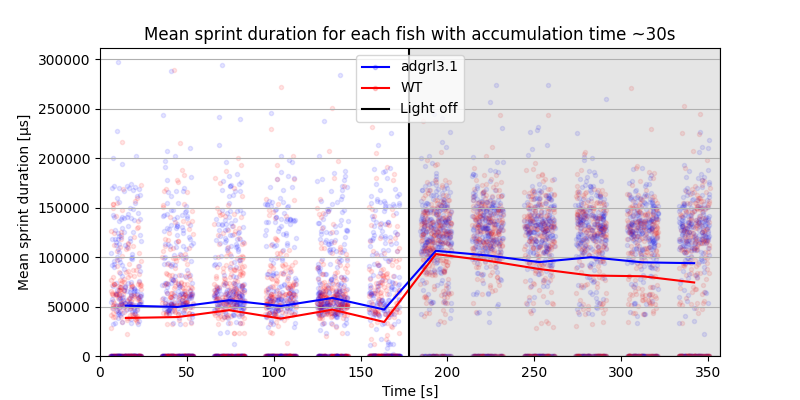 Mean sprint duration for each fish with accumulation time ~30s
Mean sprint duration [µs]
300000
250000
200000
150000
100000
50000
0
adgrl3.1
WT
Light off
0 50 100 150 200 250 300 350
Time [s]